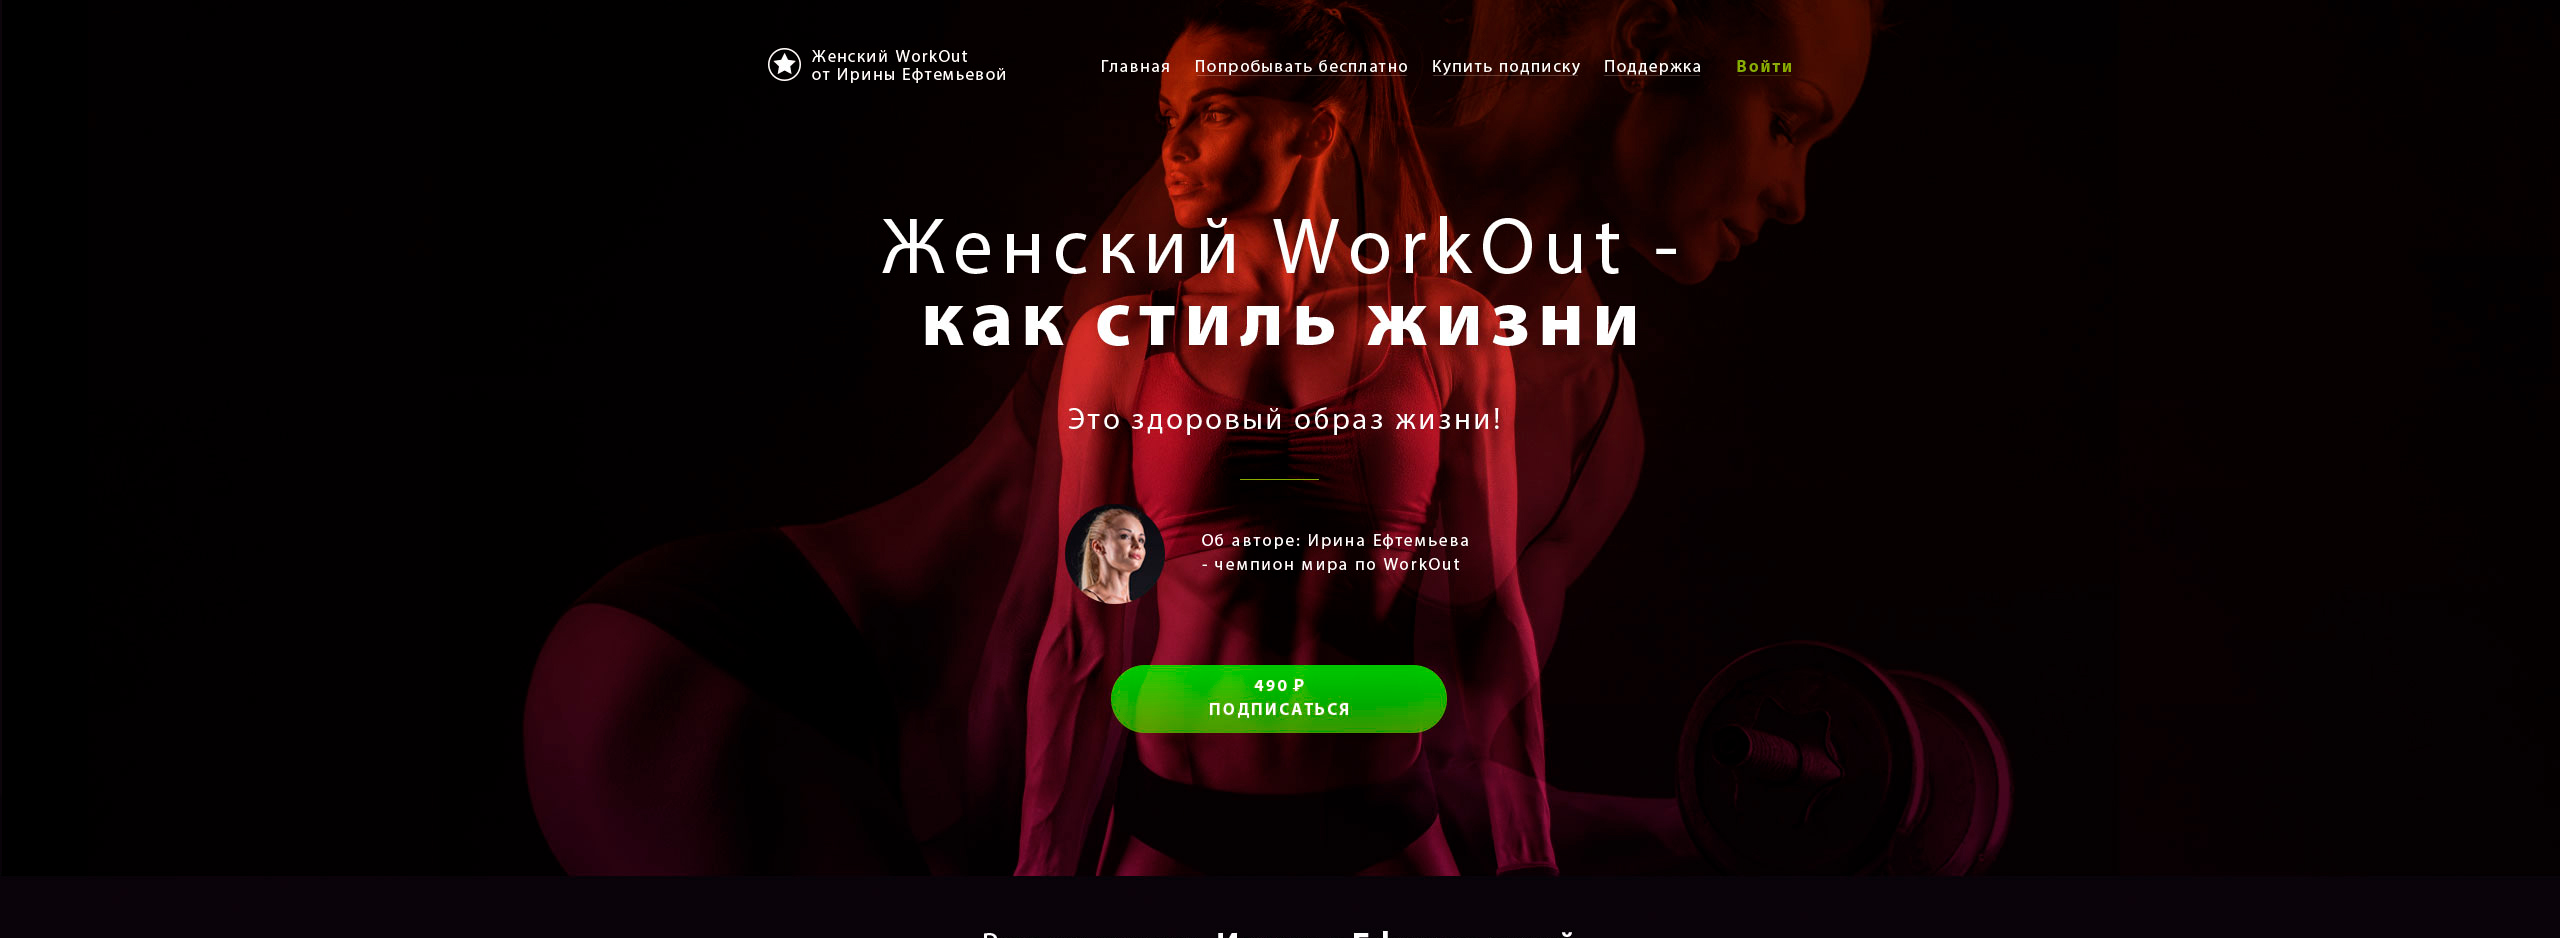 Женский WorkOut
от Ирины Ефтемьевой
Главная Попробывать бесплатно Купить подписку Поддержка Войти
Женский WorkOut -
как стиль жизни
Это здоровый образ жизни!
Об авторе: Ирина Ефтемьева
- чемпион мира по WorkOut
490 ₽
ПОДПИСАТЬСЯ